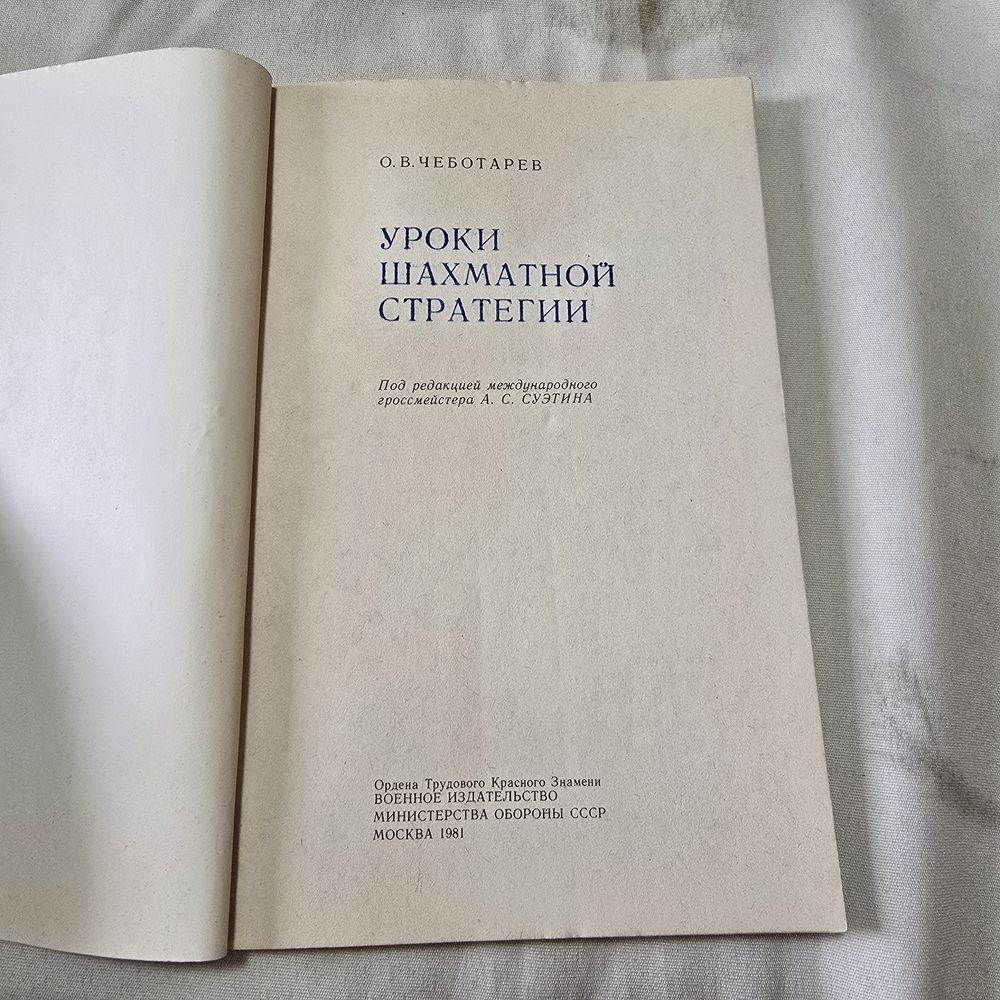 О. В. ЧЕБОТАРЕВ
УРОКИ
ШАХМАТНОЙ
СТРАТЕГИИ
Под редакцией международного
гроссмейстера А. С. СУЭТИНА
Ордена Трудового Красного Знамени
ВОЕННОЕ ИЗДАТЕЛЬСТВО
МИНИСТЕРСТВА ОБОРОНЫ СССР
МОСКВА 1981